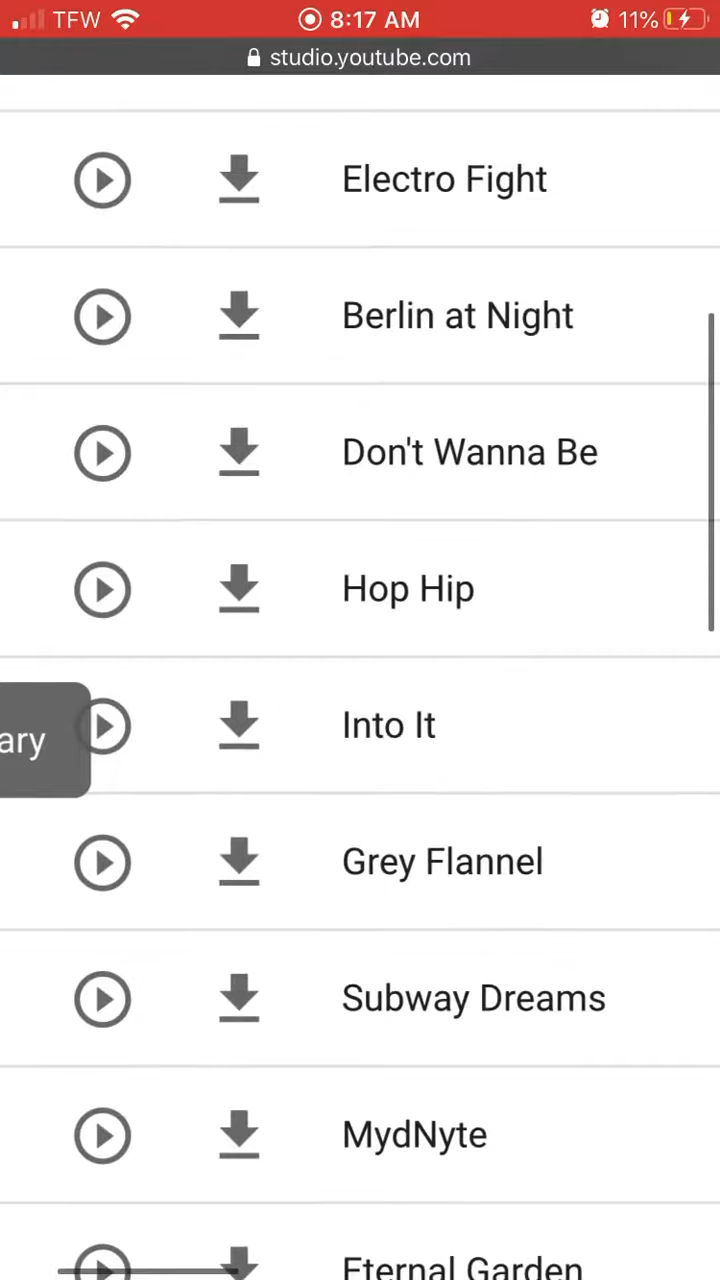 TFW 8:17 AM 11%
studio.youtube.com
Electro Fight
Berlin at Night
Don't Wanna Be
Hop Hip
ary
Into It
Grey Flannel
Subway Dreams
MydNyte
Eternal Garden